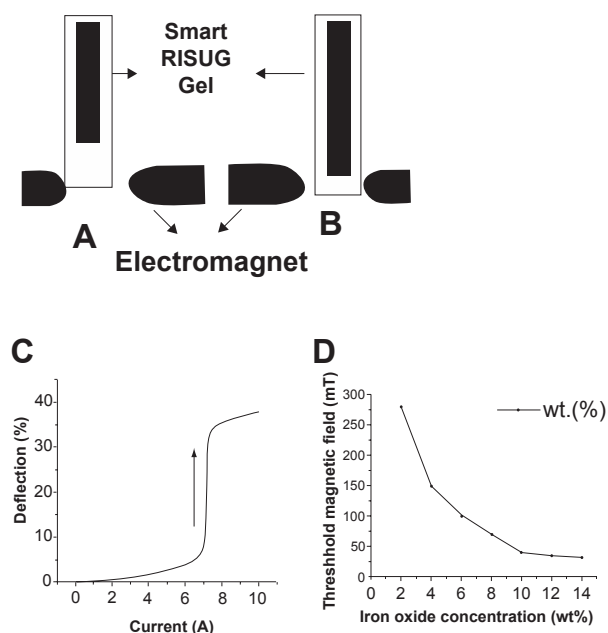 Smart
RISUG
Gel
A
B
Electromagnet
C
Deflection (%)
40
30
20
10
0
0 2 4 6 8 10
Current (A)
D
Threshhold magnetic field (mT)
300
250
200
150
100
50
0
0 2 4 6 8 10 12 14
Iron oxide concentration (wt%)
wt.(%)